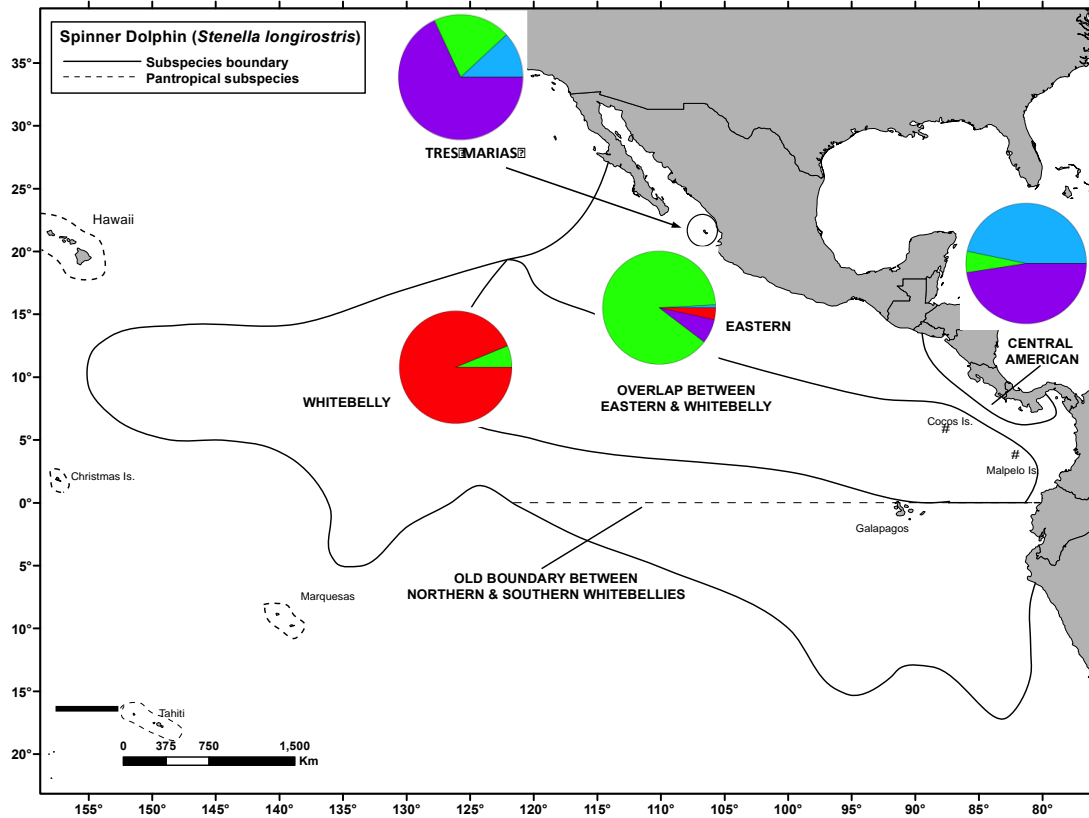 Spinner Dolphin (Stenella longirostris)
Subspecies boundary
Pantropical subspecies
TRES⍰MARIAS⍰
Hawaii
EASTERN
CENTRAL
AMERICAN
OVERLAP BETWEEN
EASTERN & WHITEBELLY
WHITEBELLY
Cocos Is.
#
#
Malpelo Is
Christmas Is.
Galapagos
OLD BOUNDARY BETWEEN
NORTHERN & SOUTHERN WHITEBELLIES
Marquesas
Tahiti
0 375 750 1,500
Km
35°
30°
25°
20°
15°
10°
5°
0°
5°
10°
15°
20°
155° 150° 145° 140° 135° 130° 125° 120° 115° 110° 105° 100° 95° 90° 85° 80°